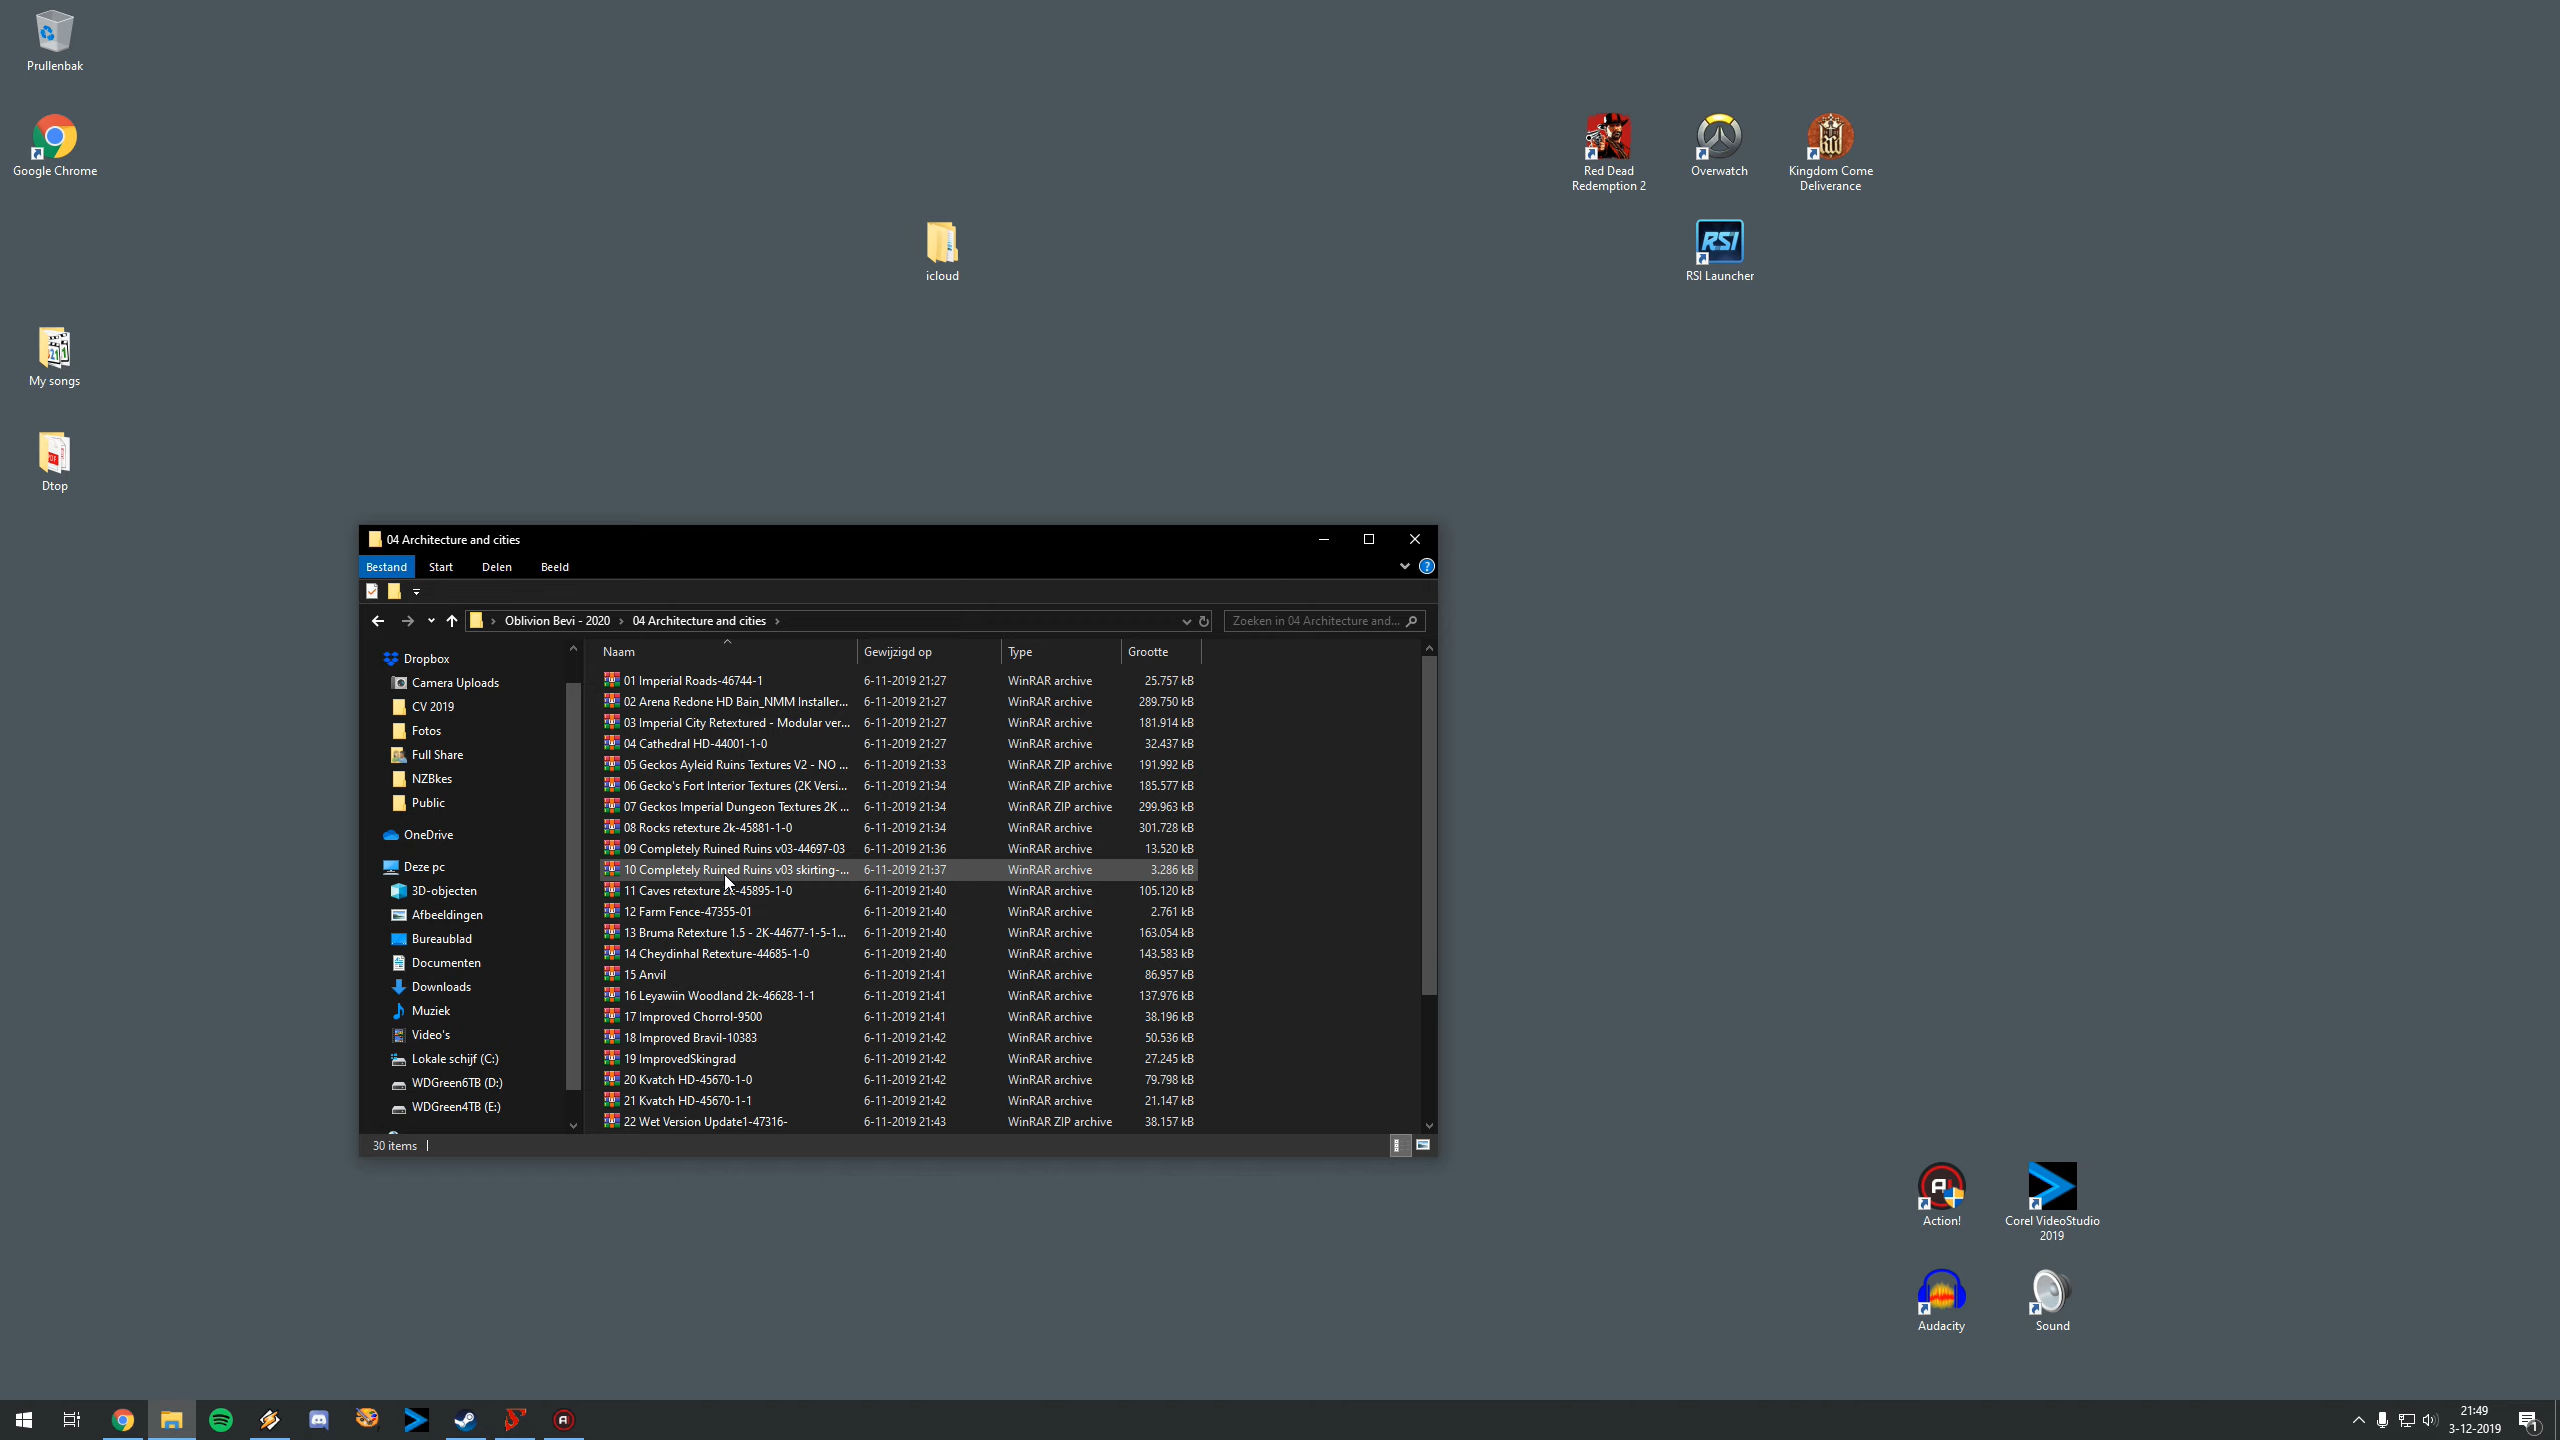 Prullenbak
Google Chrome
My songs
Dtop
icloud
Red Dead
Redemption 2
Overwatch
Kingdom Come
Deliverance
RSI
RSI Launcher
04 Architecture and cities
Bestand Start Delen Beeld
Oblivion Bevi - 2020 04 Architecture and cities
Zoeken in 04 Architecture and...
Dropbox
Camera Uploads
CV 2019
Fotos
Full Share
NZBkes
Public
OneDrive
Deze pc
3D-objecten
Afbeeldingen
Bureaublad
Documenten
Downloads
Muziek
Video's
Lokale schijf (C:)
WDGreen6TB (D:)
WDGreen4TB (E:)
Naam Gewijzigd op Type Grootte
01 Imperial Roads-46744-1 6-11-2019 21:27 WinRAR archive 25.757 kB
02 Arena Redone HD Bain_NMM Installer... 6-11-2019 21:27 WinRAR archive 289.750 kB
03 Imperial City Retextured - Modular ver... 6-11-2019 21:27 WinRAR archive 181.914 kB
04 Cathedral HD-44001-1-0 6-11-2019 21:27 WinRAR archive 32.437 kB
05 Geckos Ayleid Ruins Textures V2 - NO ... 6-11-2019 21:33 WinRAR ZIP archive 191.992 kB
06 Gecko's Fort Interior Textures (2K Versi... 6-11-2019 21:34 WinRAR ZIP archive 185.577 kB
07 Geckos Imperial Dungeon Textures 2K ... 6-11-2019 21:34 WinRAR ZIP archive 299.963 kB
08 Rocks retexture 2k-45881-1-0 6-11-2019 21:34 WinRAR archive 301.728 kB
09 Completely Ruined Ruins v03-44697-03 6-11-2019 21:36 WinRAR archive 13.520 kB
10 Completely Ruined Ruins v03 skirting-... 6-11-2019 21:37 WinRAR archive 3.286 kB
11 Caves retexture 2k-45895-1-0 6-11-2019 21:40 WinRAR archive 105.120 kB
12 Farm Fence-47355-01 6-11-2019 21:40 WinRAR archive 2.761 kB
13 Bruma Retexture 1.5 - 2K-44677-1-5-1... 6-11-2019 21:40 WinRAR archive 163.054 kB
14 Cheydinhal Retexture-44685-1-0 6-11-2019 21:40 WinRAR archive 143.583 kB
15 Anvil 6-11-2019 21:41 WinRAR archive 86.957 kB
16 Leyawiin Woodland 2k-46628-1-1 6-11-2019 21:41 WinRAR archive 137.976 kB
17 Improved Chorrol-9500 6-11-2019 21:41 WinRAR archive 38.196 kB
18 Improved Bravil-10383 6-11-2019 21:42 WinRAR archive 50.536 kB
19 ImprovedSkingrad 6-11-2019 21:42 WinRAR archive 27.245 kB
20 Kvatch HD-45670-1-0 6-11-2019 21:42 WinRAR archive 79.798 kB
21 Kvatch HD-45670-1-1 6-11-2019 21:42 WinRAR archive 21.147 kB
22 Wet Version Update1-47316- 6-11-2019 21:43 WinRAR ZIP archive 38.157 kB
30 items
Action!
Corel VideoStudio
2019
Audacity
Sound
21:49
3-12-2019
1